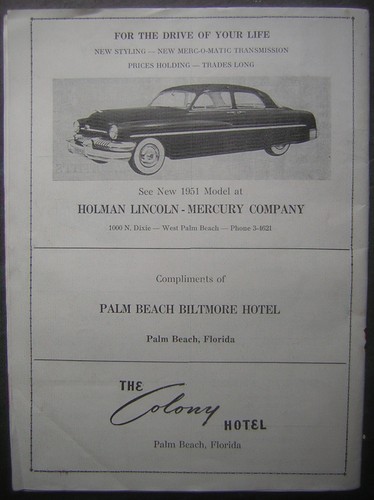 FOR THE DRIVE OF YOUR LIFE
NEW STYLING — NEW MERC-O-MATIC TRANSMISSION
PRICES HOLDING — TRADES LONG
See New 1951 Model at
HOLMAN LINCOLN - MERCURY COMPANY
1000 N. Dixie — West Palm Beach — Phone 3-4621
Compliments of
PALM BEACH BILTMORE HOTEL
Palm Beach, Florida
THE
Colony
HOTEL
Palm Beach, Florida